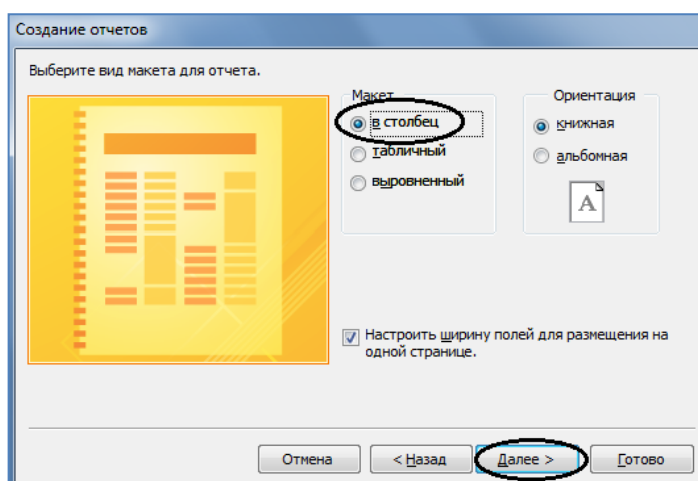 Создание отчетов
Выберите вид макета для отчета.
Макет
в столбец
табличный
выровненный
Ориентация
книжная
альбомная
A
Настроить ширину полей для размещения на
одной странице.
Отмена
< Назад
Далее >
Готово